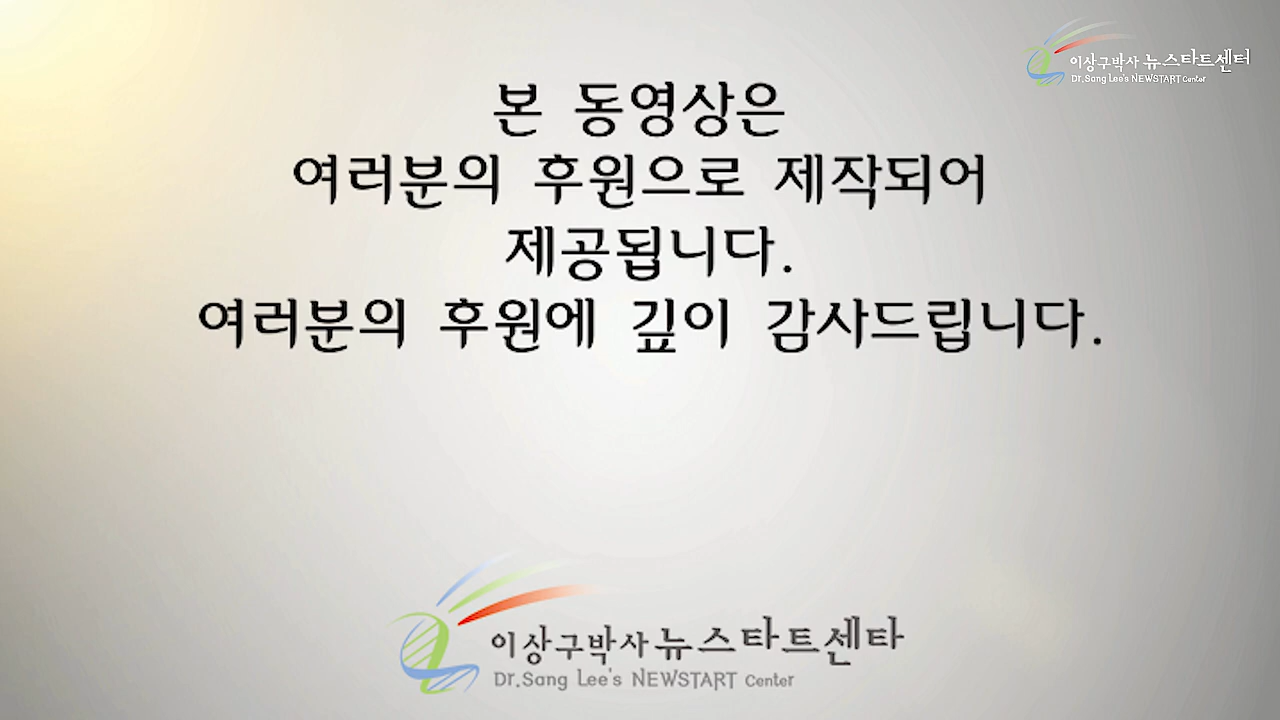 이상구박사 뉴스타트센터
Dr.Sang Lee's NEWSTART Center
본 동영상은
여러분의 후원으로 제작되어
제공됩니다.
여러분의 후원에 깊이 감사드립니다.
이상구박사 뉴스타트센타
Dr.Sang Lee's NEWSTART Center